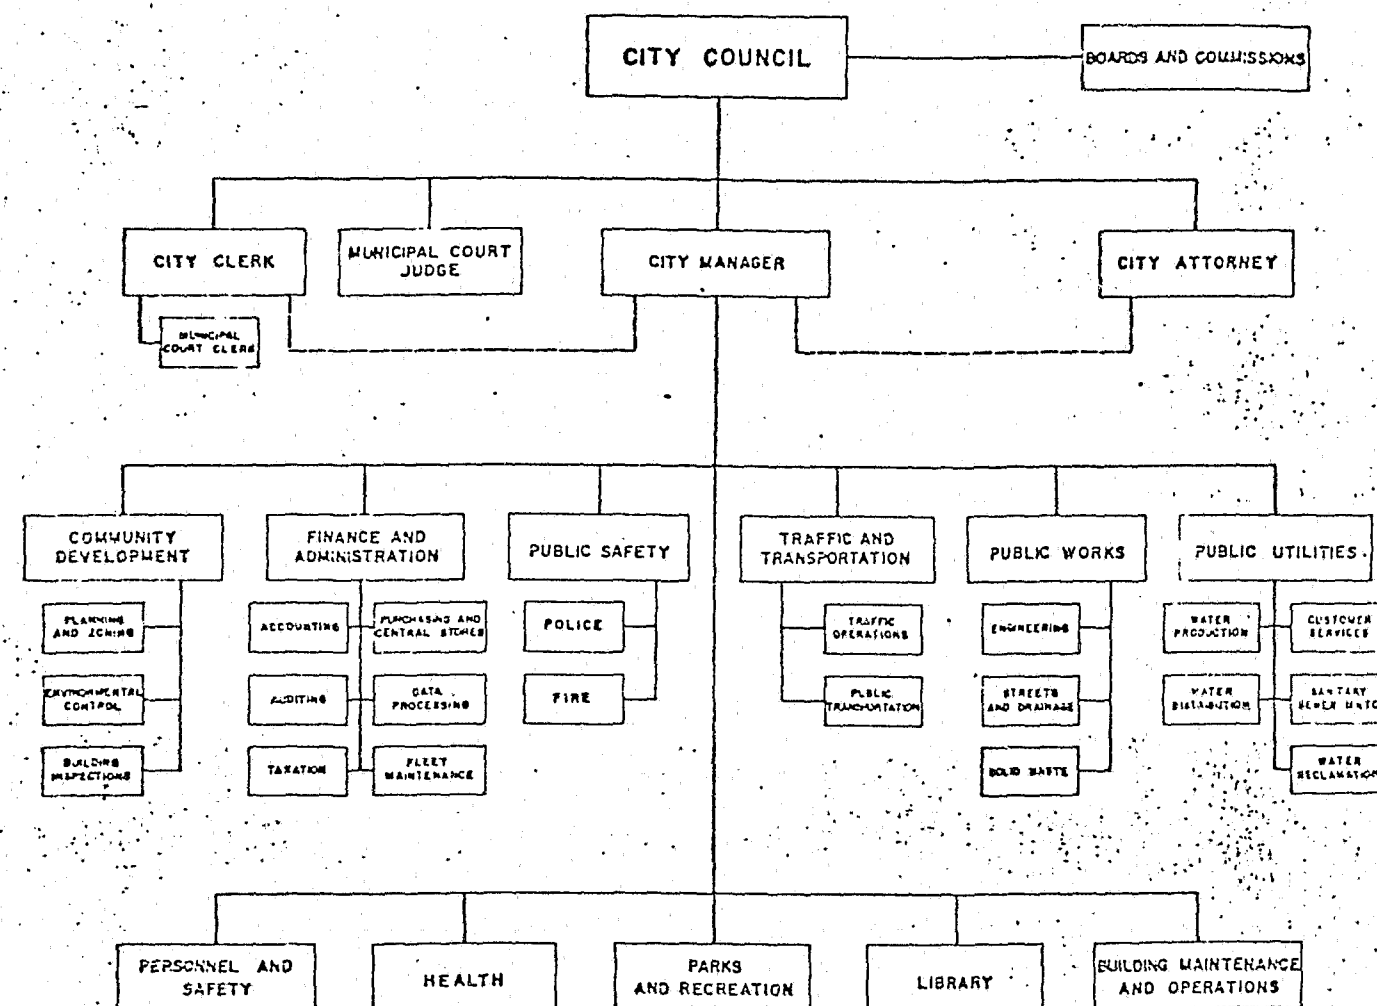 CITY COUNCIL
BOARDS AND COMMISSIONS
CITY CLERK
MUNICIPAL COURT
JUDGE
CITY MANAGER
CITY ATTORNEY
MUNICIPAL
COURT CLERK
COMMUNITY
DEVELOPMENT
FINANCE AND
ADMINISTRATION
PUBLIC SAFETY
TRAFFIC AND
TRANSPORTATION
PUBLIC WORKS
PUBLIC UTILITIES
PLANNING
AND ZONING
ENVIRONMENTAL
CONTROL
BUILDING
INSPECTIONS
ACCOUNTING
PURCHASING AND
CENTRAL STORES
AUDITING
DATA
PROCESSING
TAXATION
FLEET
MAINTENANCE
POLICE
FIRE
TRAFFIC
OPERATIONS
PUBLIC
TRANSPORTATION
ENGINEERING
STREETS
AND DRAINAGE
SOLID WASTE
WATER
PRODUCTION
CUSTOMER
SERVICES
WATER
DISTRIBUTION
SANITARY
SEWER MNTC
WATER
RECLAMATION
PERSONNEL AND
SAFETY
HEALTH
PARKS
AND RECREATION
LIBRARY
BUILDING MAINTENANCE
AND OPERATIONS